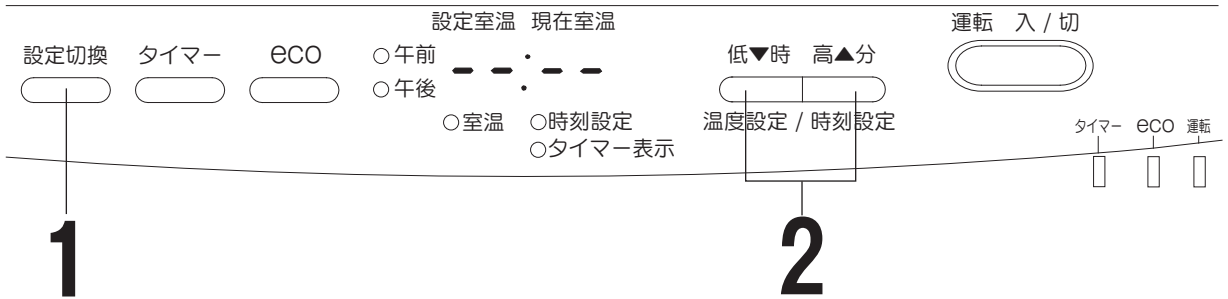 設定室温 現在室温
運転 入 / 切
設定切換 タイマー eco
○午前
低▼時 高▲分
- -:- -
○午後
○室温 ○時刻設定
温度設定 / 時刻設定
○タイマー表示
タイマー eco 運転
1 2